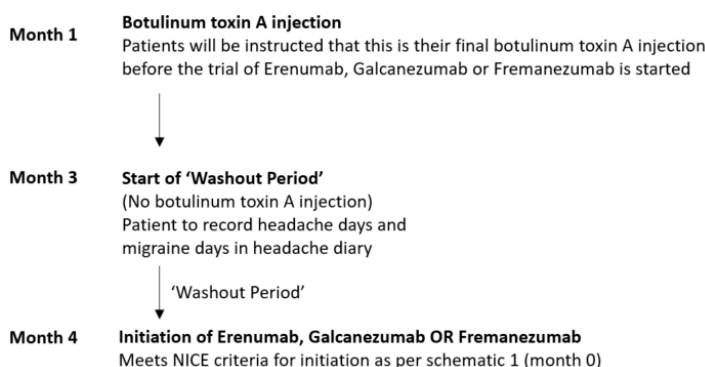 Month 1
Botulinum toxin A injection
Patients will be instructed that this is their final botulinum toxin A injection
before the trial of Erenumab, Galcanezumab or Fremanezumab is started
Month 3
Start of ‘Washout Period’
(No botulinum toxin A injection)
Patient to record headache days and
migraine days in headache diary
‘Washout Period’
Month 4
Initiation of Erenumab, Galcanezumab OR Fremanezumab
Meets NICE criteria for initiation as per schematic 1 (month 0)